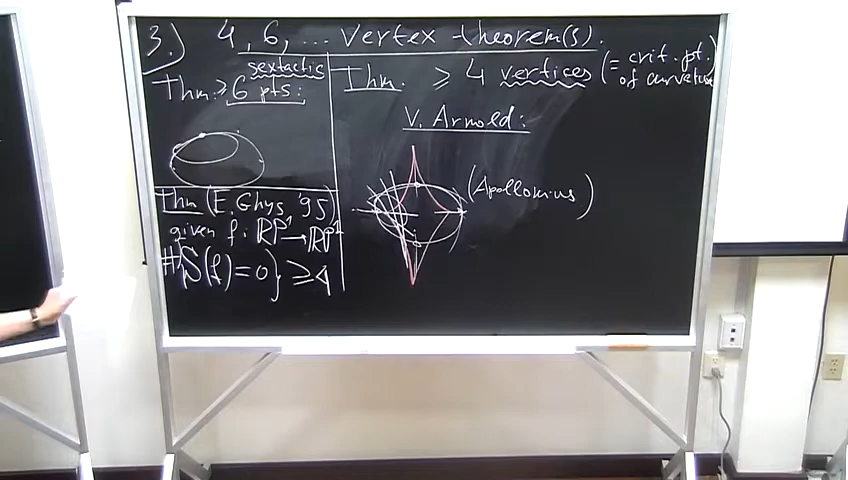 3.) 4, 6, ... vertex theorem(s).
sextactic
Thm: ≥ 6 pts:
Thm (E. Ghys '95)
given f: RP¹ → RP¹
#{S(f)=0} ≥ 4
Thm. ≥ 4 vertices (= crit. pt. of curvature)
V. Arnold:
(Apollonius)